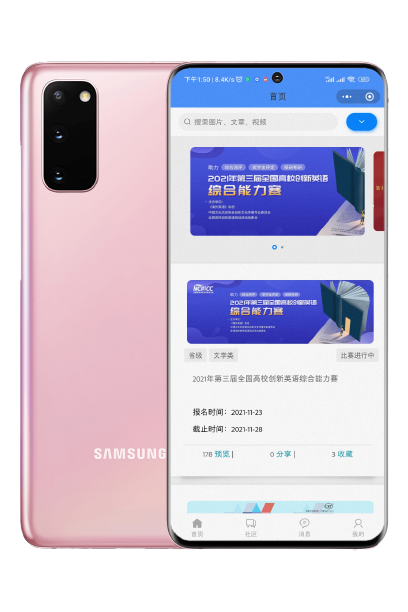 下午1:50 | 8.4K/s
首页
搜索图片、文章、视频
助力
2021年第三届全国高校创新英语
综合能力赛
NCPICC
助力
2021年第三届全国高校创新英语
综合能力赛
省级 文学类 比赛进行中
2021年第三届全国高校创新英语综合能力赛
报名时间：2021-11-23
截止时间：2021-11-28
178 预览| 0 分享| 3 收藏
SAMSUNG
首页 社区 消息 我的